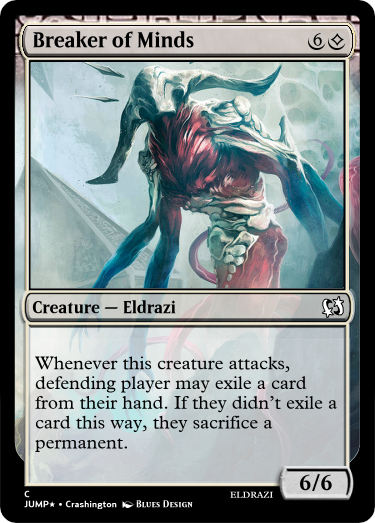 Breaker of Minds 6
Creature — Eldrazi
Whenever this creature attacks,
defending player may exile a card
from their hand. If they didn't exile a
card this way, they sacrifice a
permanent.
6/6
C
JUMP★ • Crashington BLUES DESIGN
ELDRAZI